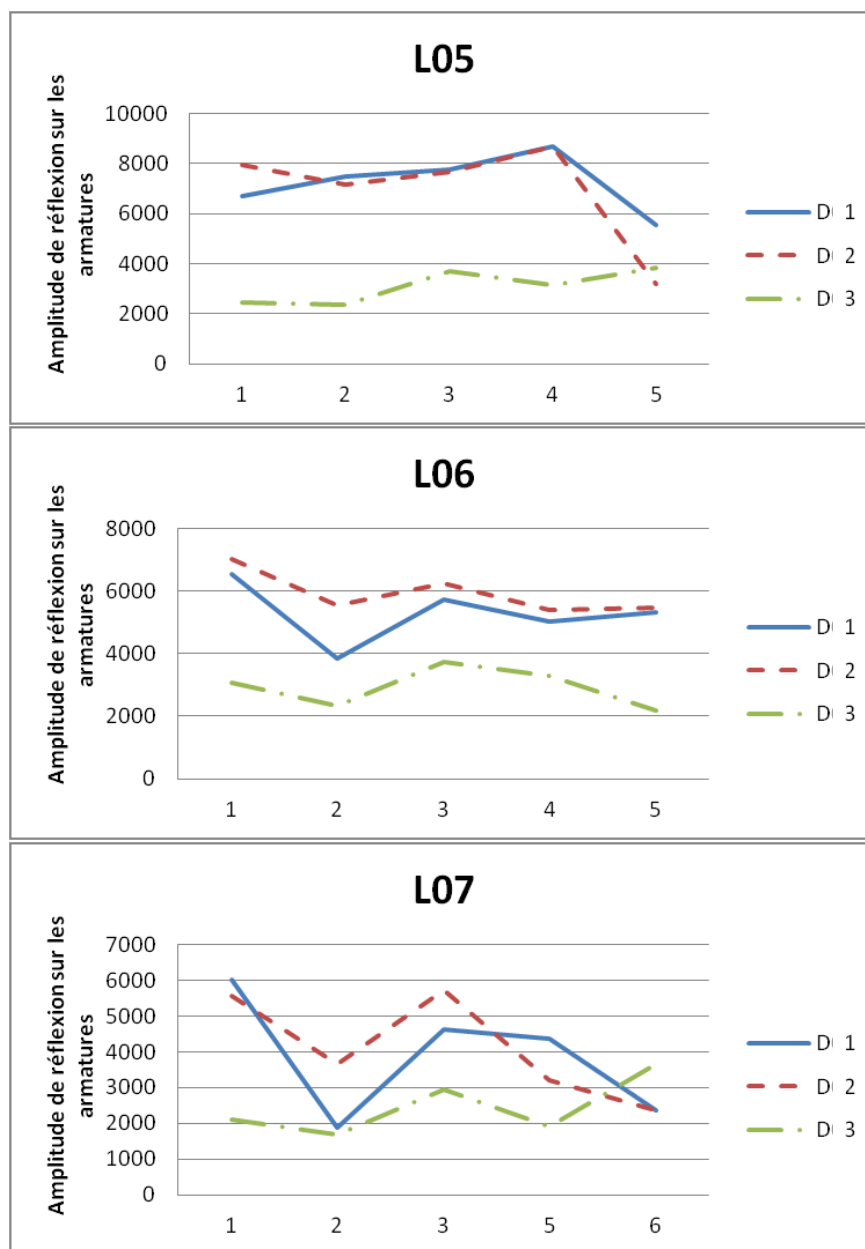 L05
Amplitude de réflexion sur les
armatures
10000
8000
6000
4000
2000
0
1 2 3 4 5
D( 1
D( 2
D( 3
L06
Amplitude de réflexion sur les
armatures
8000
6000
4000
2000
0
1 2 3 4 5
D( 1
D( 2
D( 3
L07
Amplitude de réflexion sur les
armatures
7000
6000
5000
4000
3000
2000
1000
0
1 2 3 5 6
D( 1
D( 2
D( 3